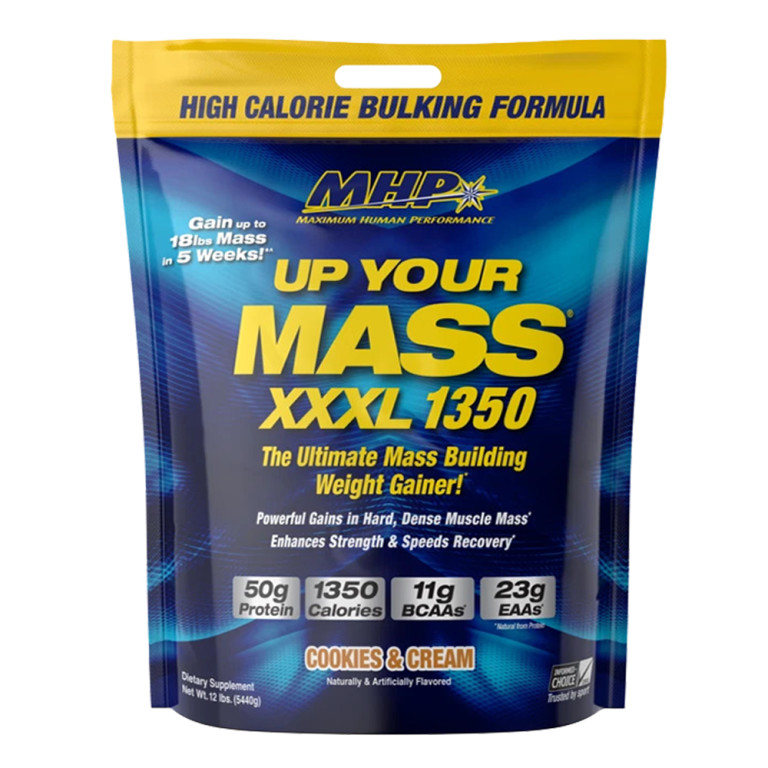 HIGH CALORIE BULKING FORMULA
MHP
MAXIMUM HUMAN PERFORMANCE
Gain up to
18lbs Mass
in 5 Weeks!*^
UP YOUR
MASS®
XXXL 1350
The Ultimate Mass Building
Weight Gainer!*
Powerful Gains in Hard, Dense Muscle Mass*
Enhances Strength & Speeds Recovery*
50g
Protein
1350
Calories
11g
BCAAs*
23g
EAAs*
*Natural from Protein
COOKIES & CREAM
Naturally & Artificially Flavored
Dietary Supplement
Net Wt. 12 lbs. (5440g)
INFORMED-
CHOICE
Trusted by sport